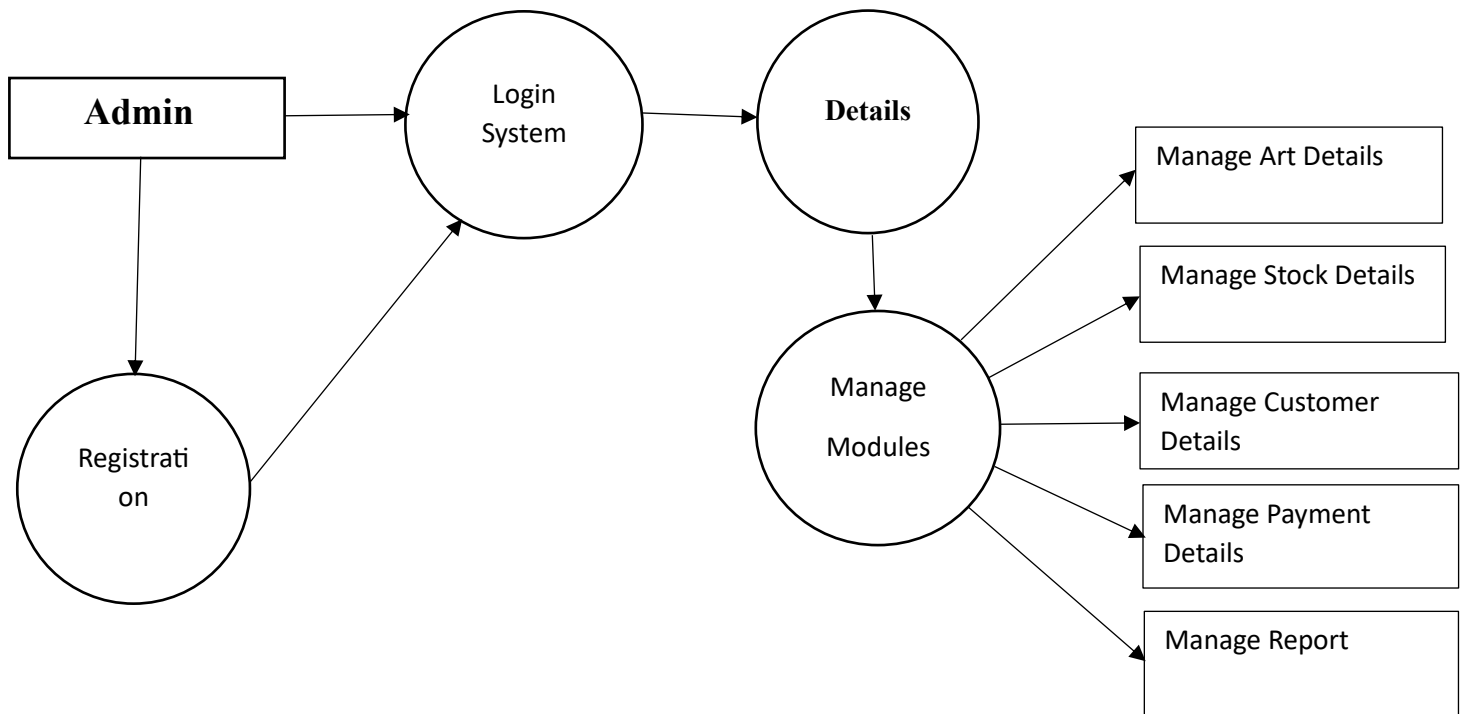 Admin
Login
System
Details
Manage Art Details
Manage Stock Details
Manage
Modules
Manage Customer
Details
Registrati
on
Manage Payment
Details
Manage Report